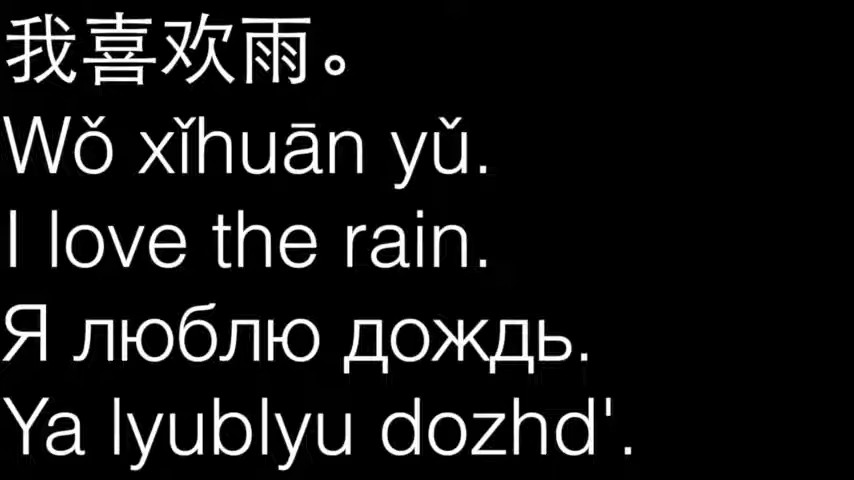 我喜欢雨。
Wǒ xǐhuān yǔ.
I love the rain.
Я люблю дождь.
Ya lyublyu dozhd'.